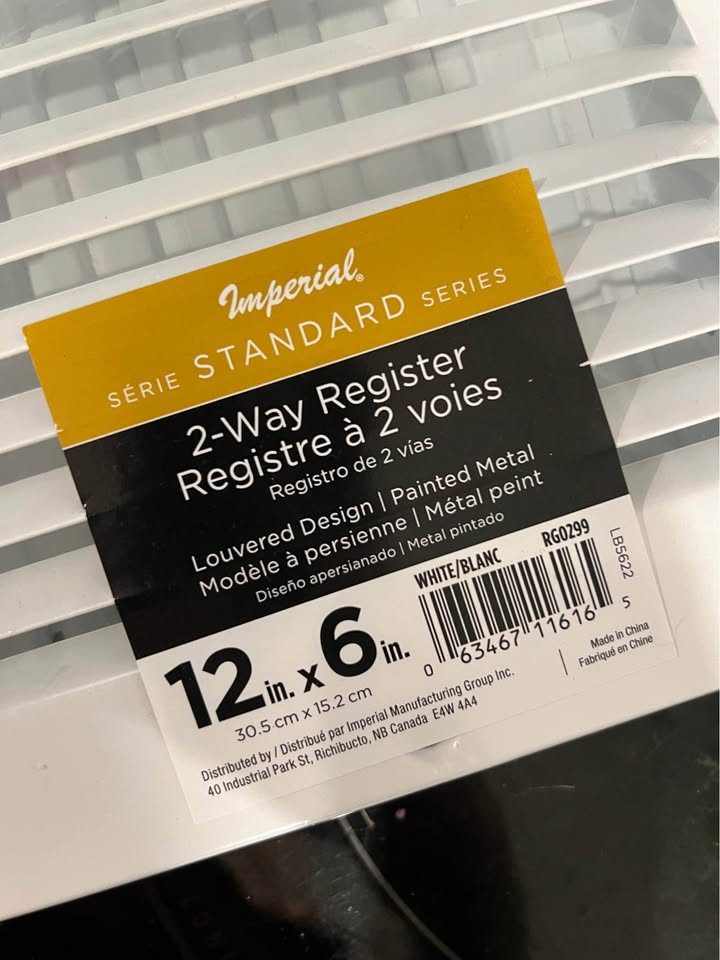 Imperial®
SÉRIE STANDARD SERIES
2-Way Register
Registre à 2 voies
Registro de 2 vías
Louvered Design | Painted Metal
Modèle à persienne | Métal peint
Diseño apersianado | Metal pintado
WHITE/BLANC RG0299
LB5622
12in. x 6in.
30.5 cm x 15.2 cm
0 63467 11616 5
Made in China
Fabriqué en Chine
Distributed by / Distribué par Imperial Manufacturing Group Inc.
40 Industrial Park St, Richibucto, NB Canada E4W 4A4